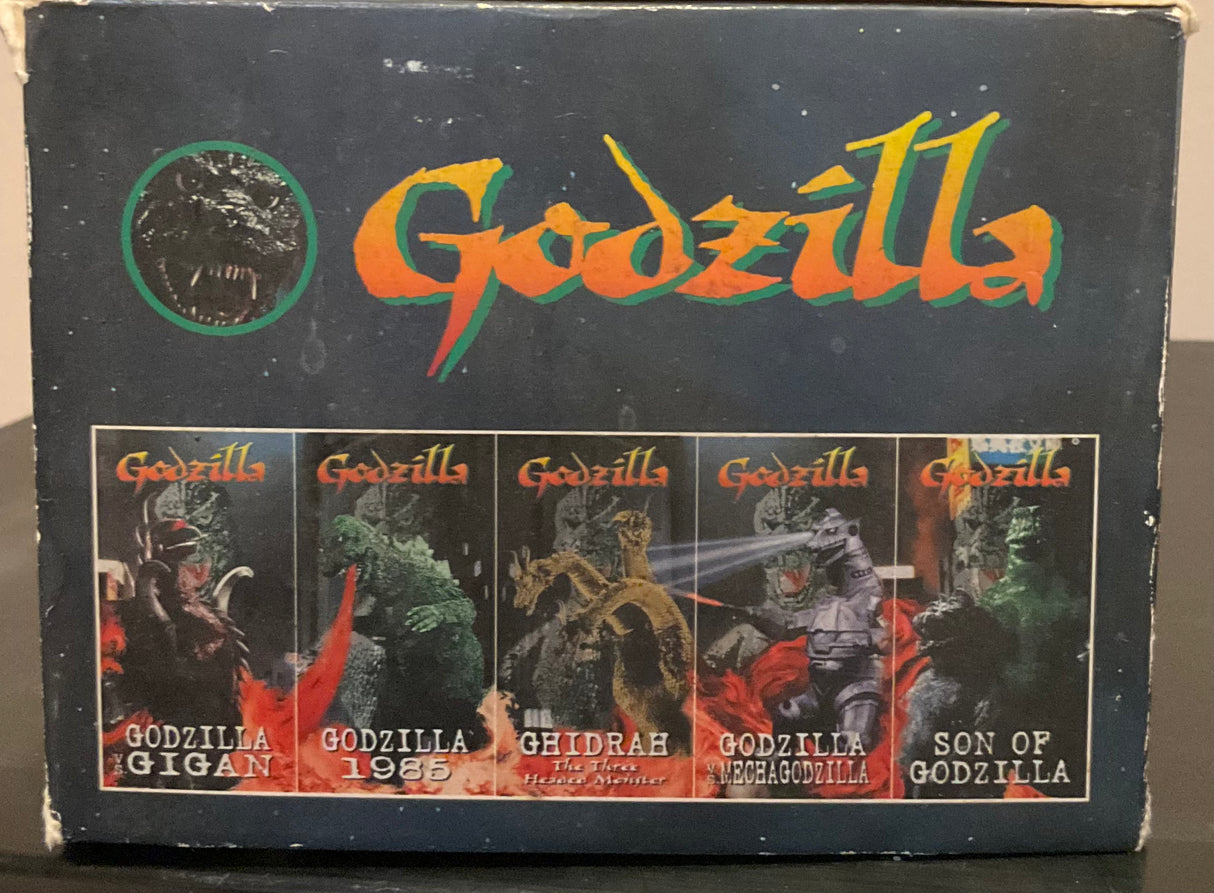 Godzilla
Godzilla
GODZILLA
VS. GIGAN
Godzilla
GODZILLA
1985
Godzilla
GHIDRAH
The Three
Headed Monster
Godzilla
GODZILLA
VS. MECHAGODZILLA
Godzilla
SON OF
GODZILLA